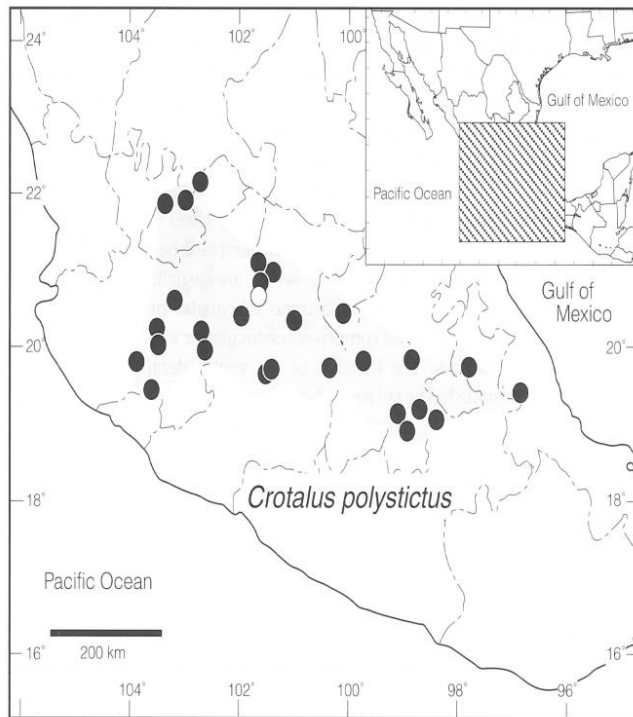 24°
104°
102°
100°
Gulf of Mexico
Pacific Ocean
22°
Gulf of
Mexico
20°
20°
18°
Crotalus polystictus
18°
Pacific Ocean
200 km
16°
16°
104°
102°
100°
98°
96°